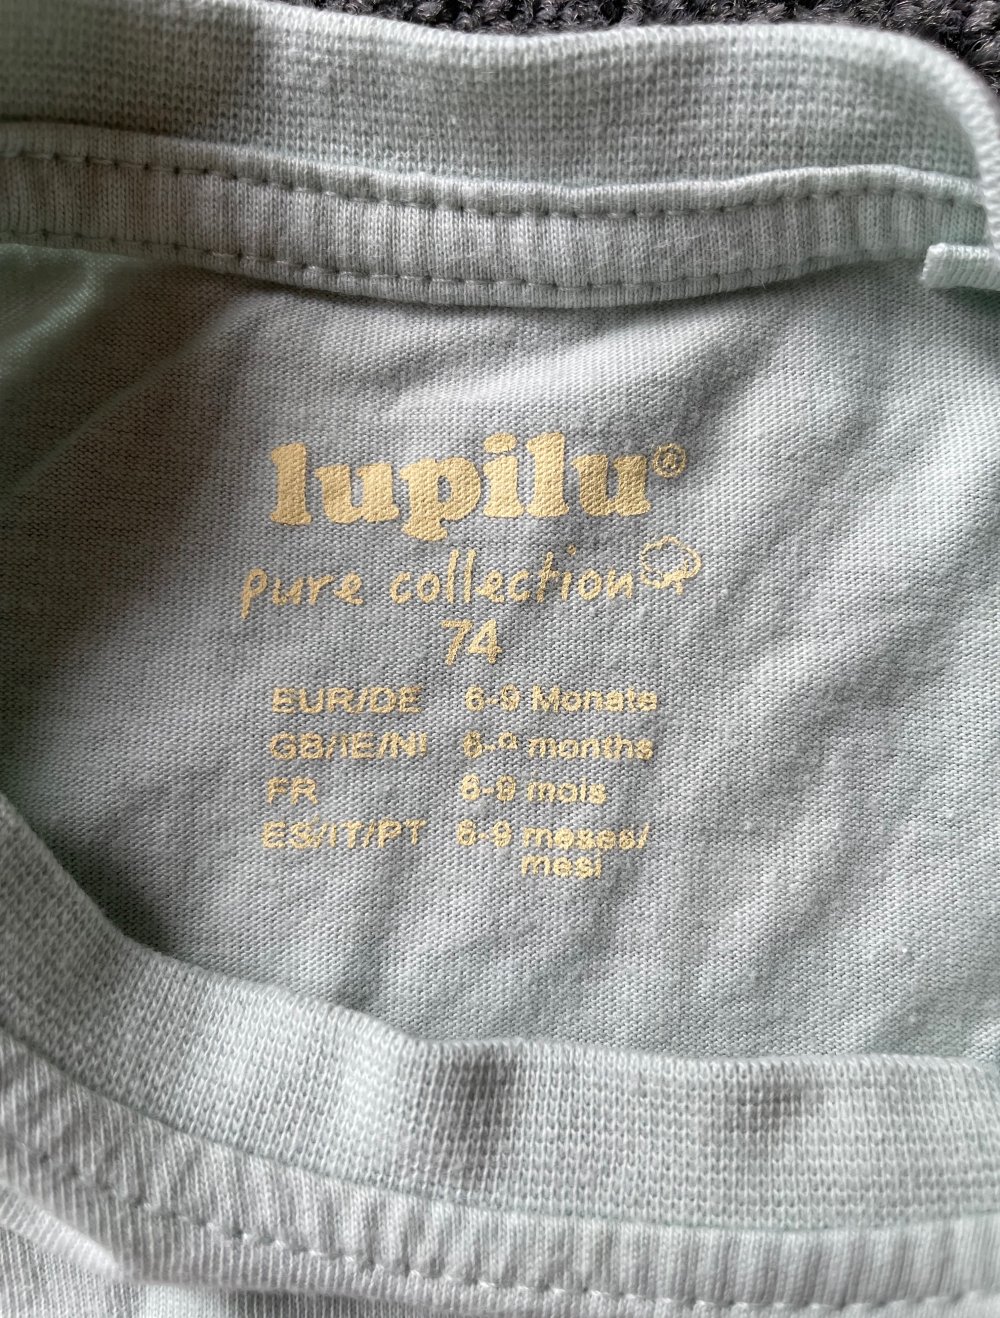 lupilu®
pure collection
74
EUR/DE 6-9 Monate
GB/IE/NI 6-9 months
FR 6-9 mois
ES/IT/PT 6-9 meses/
mesi